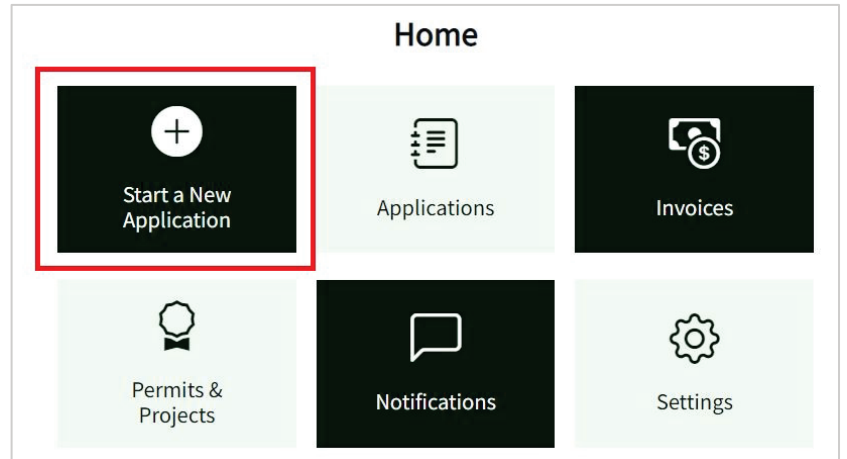 Home
Start a New
Application
Applications
Invoices
Permits &
Projects
Notifications
Settings